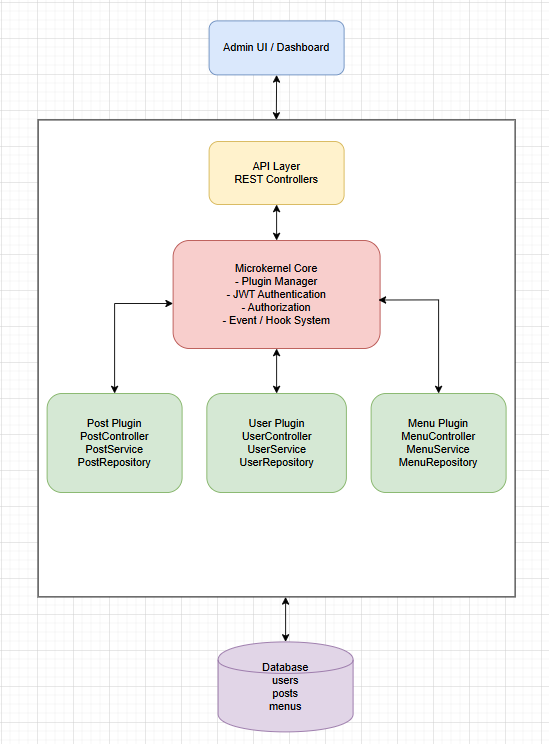 Admin UI / Dashboard
API Layer
REST Controllers
Microkernel Core
- Plugin Manager
- JWT Authentication
- Authorization
- Event / Hook System
Post Plugin
PostController
PostService
PostRepository
User Plugin
UserController
UserService
UserRepository
Menu Plugin
MenuController
MenuService
MenuRepository
Database
users
posts
menus